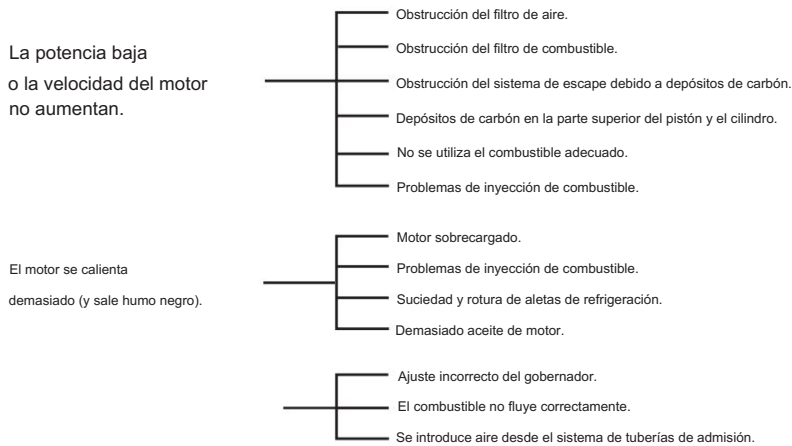 La potencia baja
o la velocidad del motor
no aumentan.
Obstrucción del filtro de aire.
Obstrucción del filtro de combustible.
Obstrucción del sistema de escape debido a depósitos de carbón.
Depósitos de carbón en la parte superior del pistón y el cilindro.
No se utiliza el combustible adecuado.
Problemas de inyección de combustible.
El motor se calienta
demasiado (y sale humo negro).
Motor sobrecargado.
Problemas de inyección de combustible.
Suciedad y rotura de aletas de refrigeración.
Demasiado aceite de motor.
Ajuste incorrecto del gobernador.
El combustible no fluye correctamente.
Se introduce aire desde el sistema de tuberías de admisión.